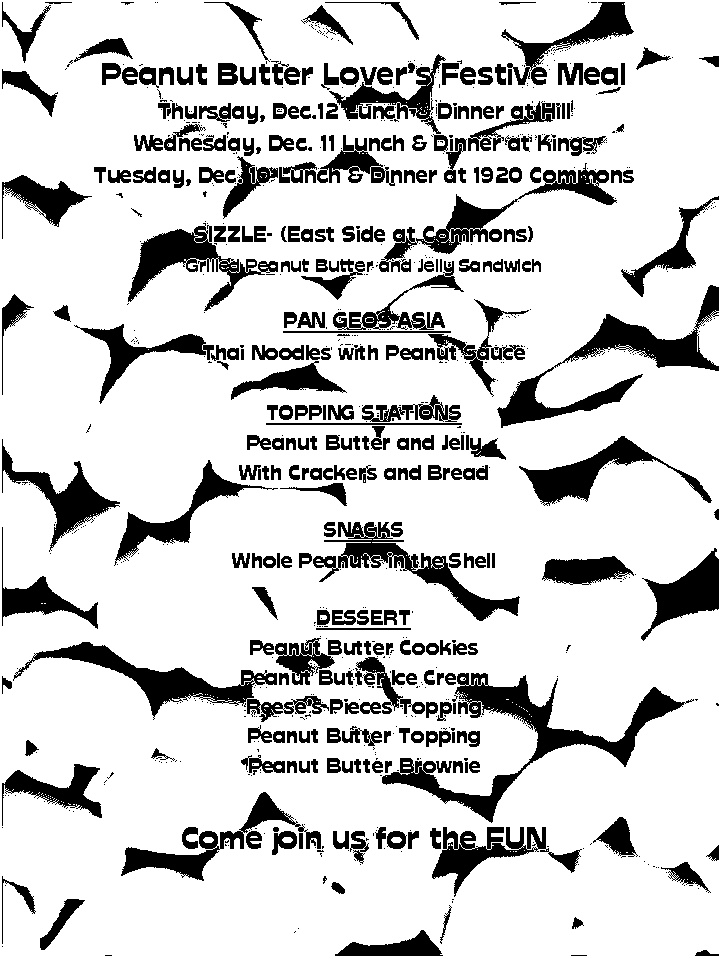 Peanut Butter Lover's Festive Meal
Thursday, Dec.12 Lunch & Dinner at Hill
Wednesday, Dec. 11 Lunch & Dinner at Kings
Tuesday, Dec. 10 Lunch & Dinner at 1920 Commons
SIZZLE- (East Side at Commons)
Grilled Peanut Butter and Jelly Sandwich
PAN GEOS ASIA
Thai Noodles with Peanut Sauce
TOPPING STATIONS
Peanut Butter and Jelly
With Crackers and Bread
SNACKS
Whole Peanuts in the Shell
DESSERT
Peanut Butter Cookies
Peanut Butter Ice Cream
Reese's Pieces Topping
Peanut Butter Topping
Peanut Butter Brownie
Come join us for the FUN